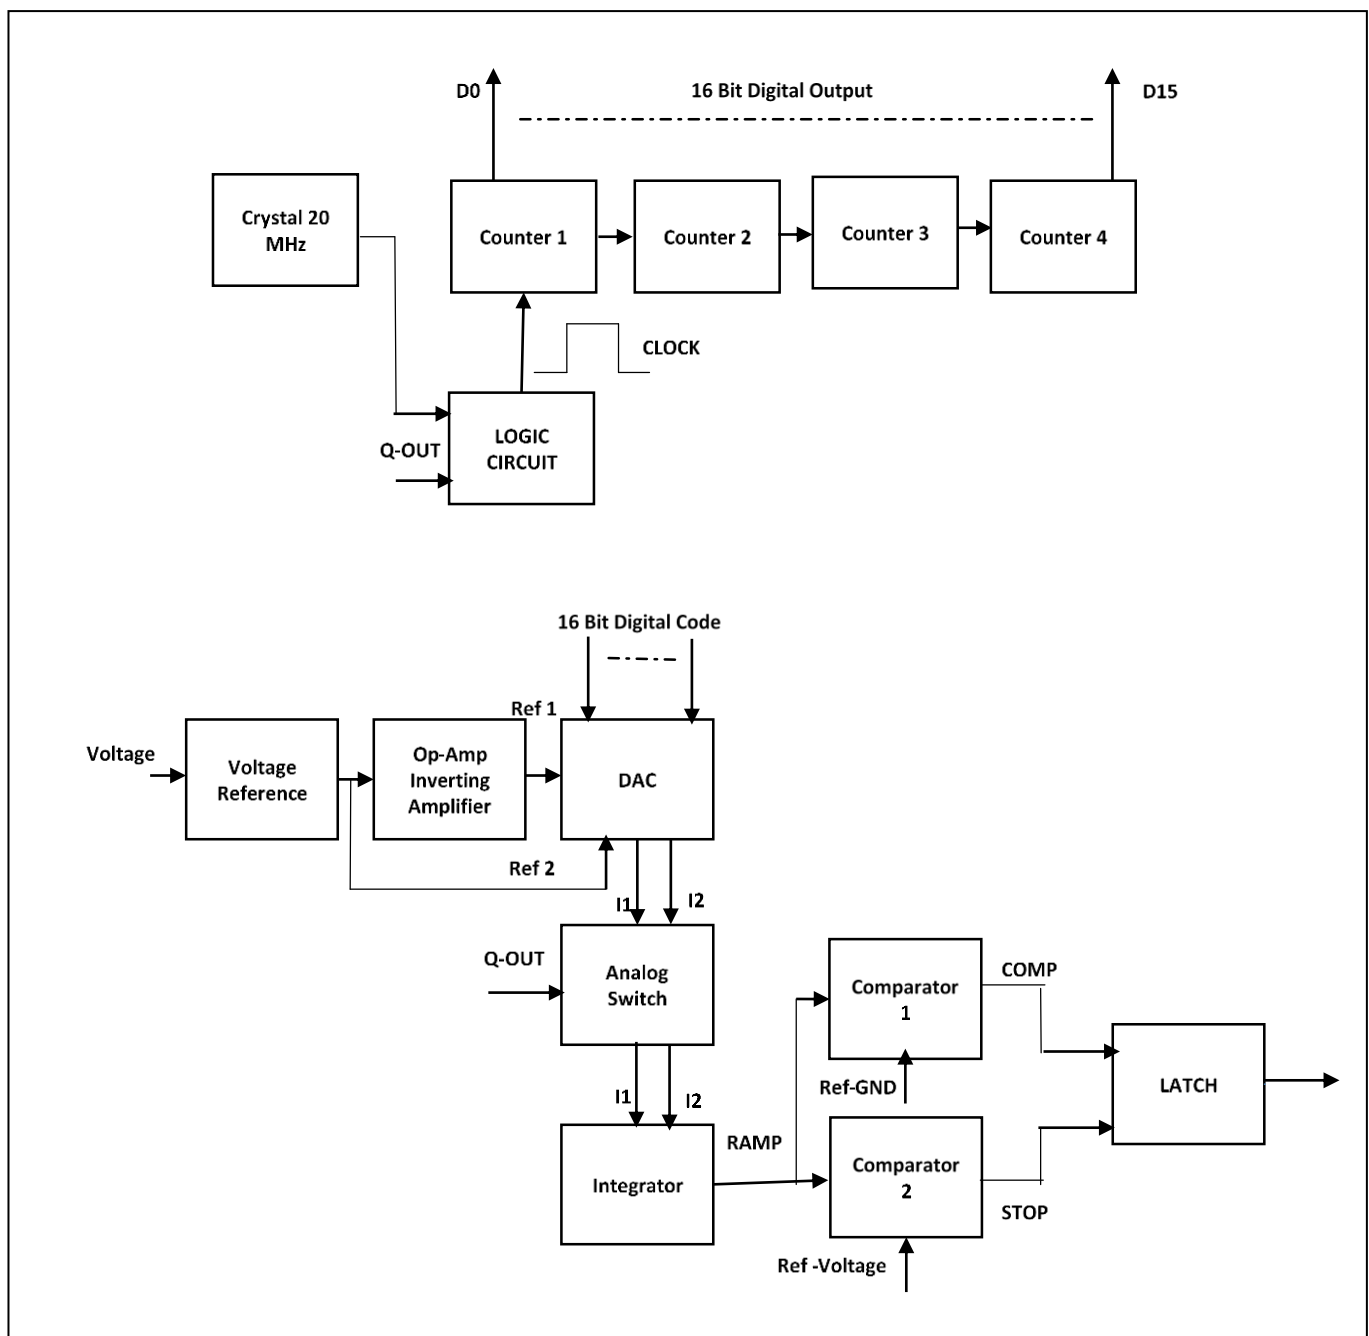 D0
16 Bit Digital Output
D15
Crystal 20
MHz
Counter 1
Counter 2
Counter 3
Counter 4
CLOCK
Q-OUT
LOGIC
CIRCUIT
16 Bit Digital Code
Ref 1
Voltage
Voltage
Reference
Op-Amp
Inverting
Amplifier
DAC
Ref 2
I1
I2
Q-OUT
Analog
Switch
Comparator
1
COMP
Ref-GND
LATCH
I1
I2
RAMP
Integrator
Comparator
2
STOP
Ref -Voltage